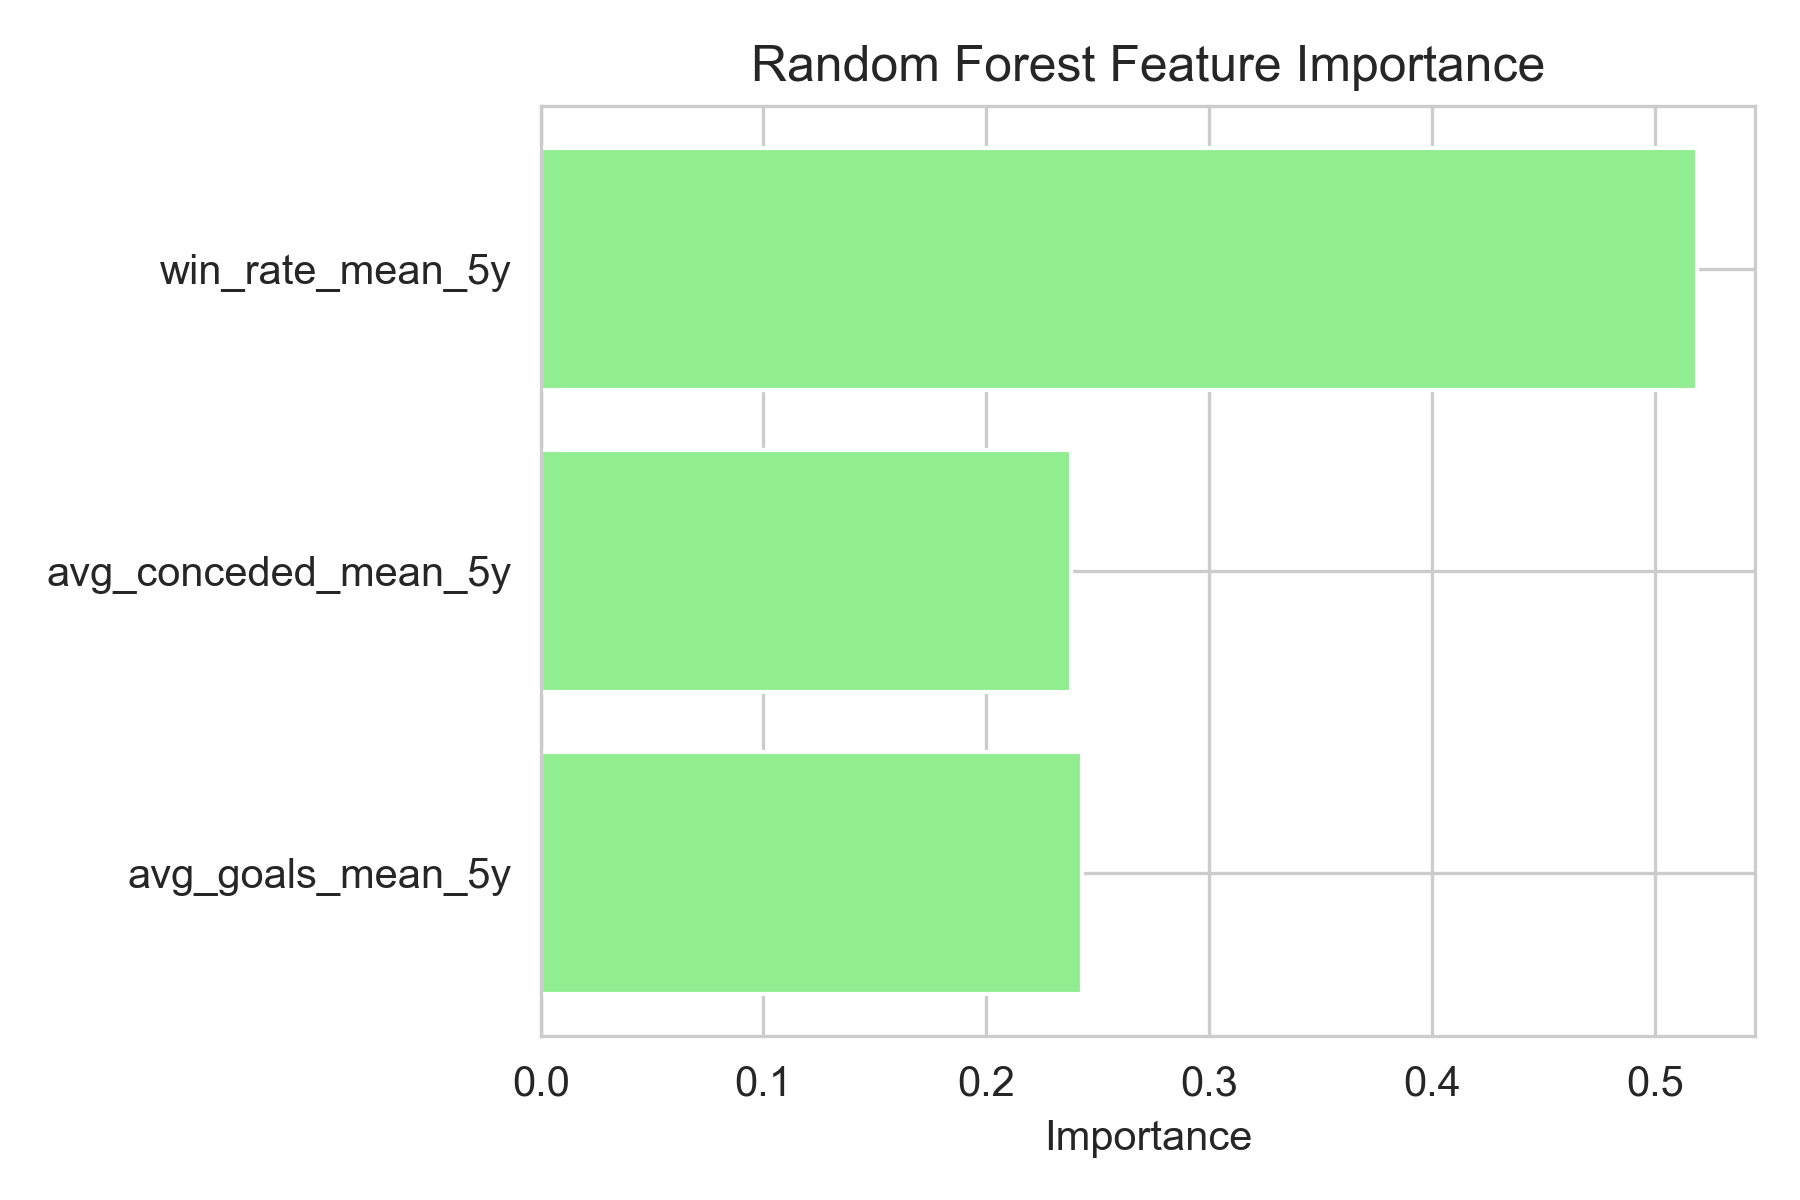 Random Forest Feature Importance
win_rate_mean_5y
avg_conceded_mean_5y
avg_goals_mean_5y
0.0 0.1 0.2 0.3 0.4 0.5
Importance